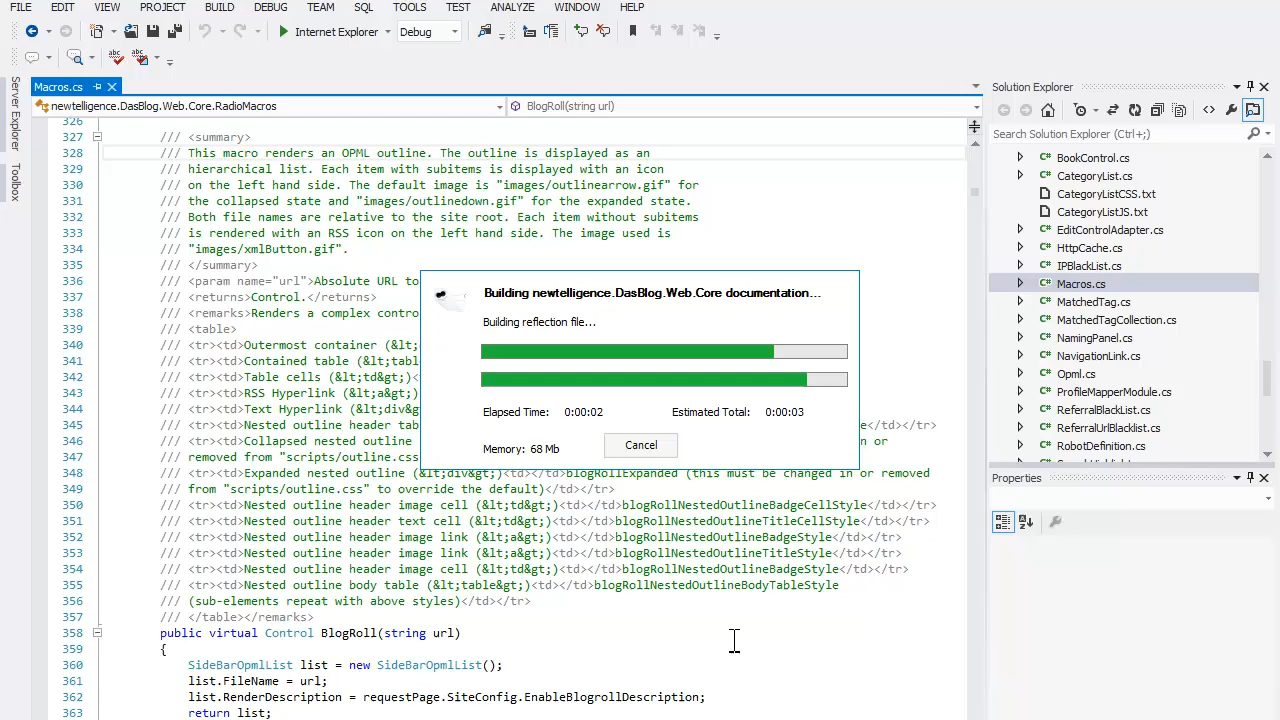 FILE EDIT VIEW PROJECT BUILD DEBUG TEAM SQL TOOLS TEST ANALYZE WINDOW HELP
Internet Explorer Debug
Macros.cs
newtelligence.DasBlog.Web.Core.RadioMacros BlogRoll(string url)
Server Explorer
Toolbox
326
327 /// <summary>
328 /// This macro renders an OPML outline. The outline is displayed as an
329 /// hierarchical list. Each item with subitems is displayed with an icon
330 /// on the left hand side. The default image is "images/outlinearrow.gif" for
331 /// the collapsed state and "images/outlinedown.gif" for the expanded state.
332 /// Both file names are relative to the site root. Each item without subitems
333 /// is rendered with an RSS icon on the left hand side. The image used is
334 /// "images/xmlButton.gif".
335 /// </summary>
336 /// <param name="url">Absolute URL to
337 /// <returns>Control.</returns>
338 /// <remarks>Renders a complex contro
339 /// <table>
340 /// <tr><td>Outermost container (&lt;
341 /// <tr><td>Contained table (&lt;tabl
342 /// <tr><td>Table cells (&lt;td&gt;)<
343 /// <tr><td>RSS Hyperlink (&lt;a&gt;)
344 /// <tr><td>Text Hyperlink (&lt;div&g
345 /// <tr><td>Nested outline header tab le</td></tr>
346 /// <tr><td>Collapsed nested outline n or
347 /// removed from "scripts/outline.css
348 /// <tr><td>Expanded nested outline (&lt;div&gt;)<td></td>blogRollExpanded (this must be changed in or removed
349 /// from "scripts/outline.css" to override the default)</td></tr>
350 /// <tr><td>Nested outline header image cell (&lt;td&gt;)<td></td>blogRollNestedOutlineBadgeCellStyle</td></tr>
351 /// <tr><td>Nested outline header text cell (&lt;td&gt;)<td></td>blogRollNestedOutlineTitleCellStyle</td></tr>
352 /// <tr><td>Nested outline header image link (&lt;a&gt;)<td></td>blogRollNestedOutlineBadgeStyle</td></tr>
353 /// <tr><td>Nested outline header image link (&lt;a&gt;)<td></td>blogRollNestedOutlineTitleStyle</td></tr>
354 /// <tr><td>Nested outline header image cell (&lt;td&gt;)<td></td>blogRollNestedOutlineBadgeStyle</td></tr>
355 /// <tr><td>Nested outline body table (&lt;table&gt;)<td></td>blogRollNestedOutlineBodyTableStyle
356 /// (sub-elements repeat with above styles)</td></tr>
357 /// </table></remarks>
358 public virtual Control BlogRoll(string url)
359 {
360 SideBarOpmlList list = new SideBarOpmlList();
361 list.FileName = url;
362 list.RenderDescription = requestPage.SiteConfig.EnableBlogrollDescription;
363 return list;
Building newtelligence.DasBlog.Web.Core documentation...
Building reflection file...
Elapsed Time: 0:00:02 Estimated Total: 0:00:03
Memory: 68 Mb Cancel
Solution Explorer
Search Solution Explorer (Ctrl+;)
C# BookControl.cs
C# CategoryList.cs
CategoryListCSS.txt
CategoryListJS.txt
C# EditControlAdapter.cs
C# HttpCache.cs
C# IPBlackList.cs
C# Macros.cs
C# MatchedTag.cs
C# MatchedTagCollection.cs
C# NamingPanel.cs
C# NavigationLink.cs
C# Opml.cs
C# ProfileMapperModule.cs
C# ReferralBlackList.cs
C# ReferralUrlBlacklist.cs
C# RobotDefinition.cs
Properties